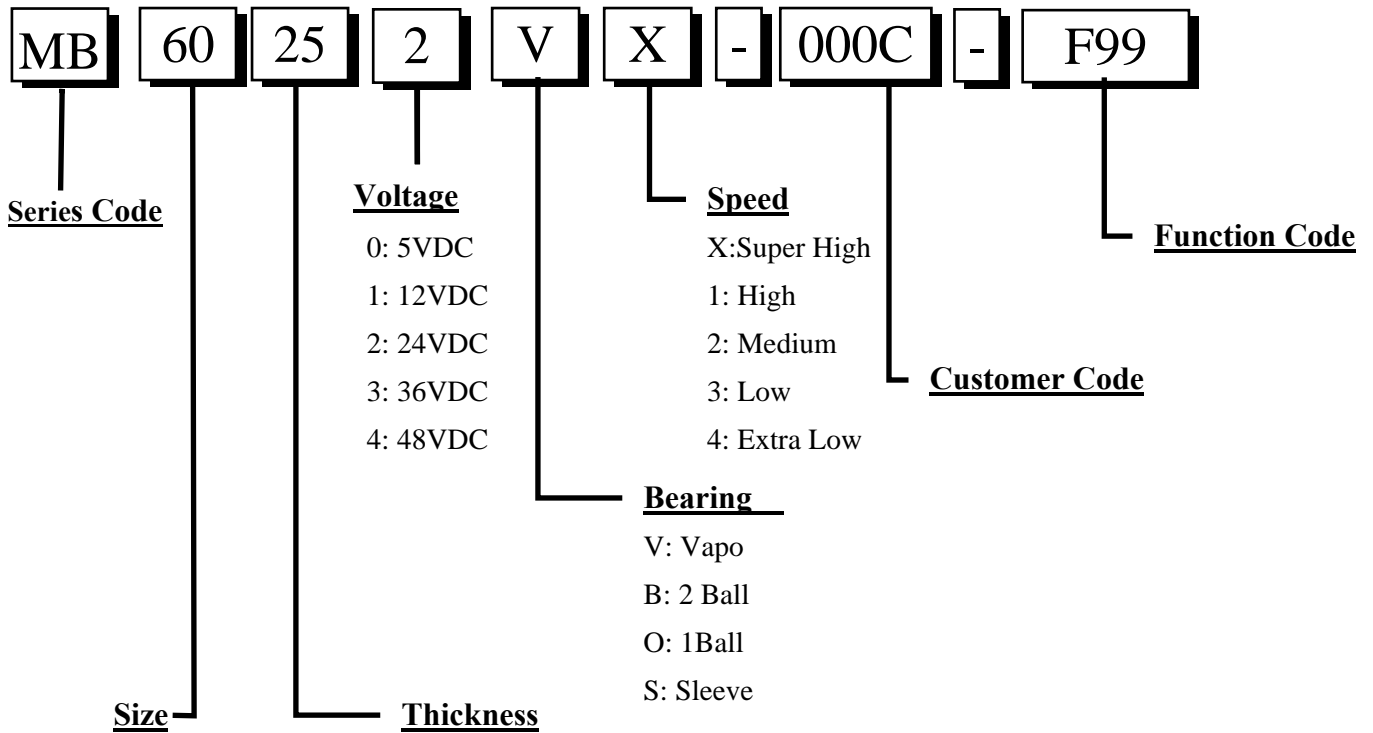 MB 60 25 2 V X - 000C - F99
Series Code
Voltage
0: 5VDC
1: 12VDC
2: 24VDC
3: 36VDC
4: 48VDC
Speed
X:Super High
1: High
2: Medium
3: Low
4: Extra Low
Function Code
Customer Code
Bearing
V: Vapo
B: 2 Ball
O: 1Ball
S: Sleeve
Size
Thickness